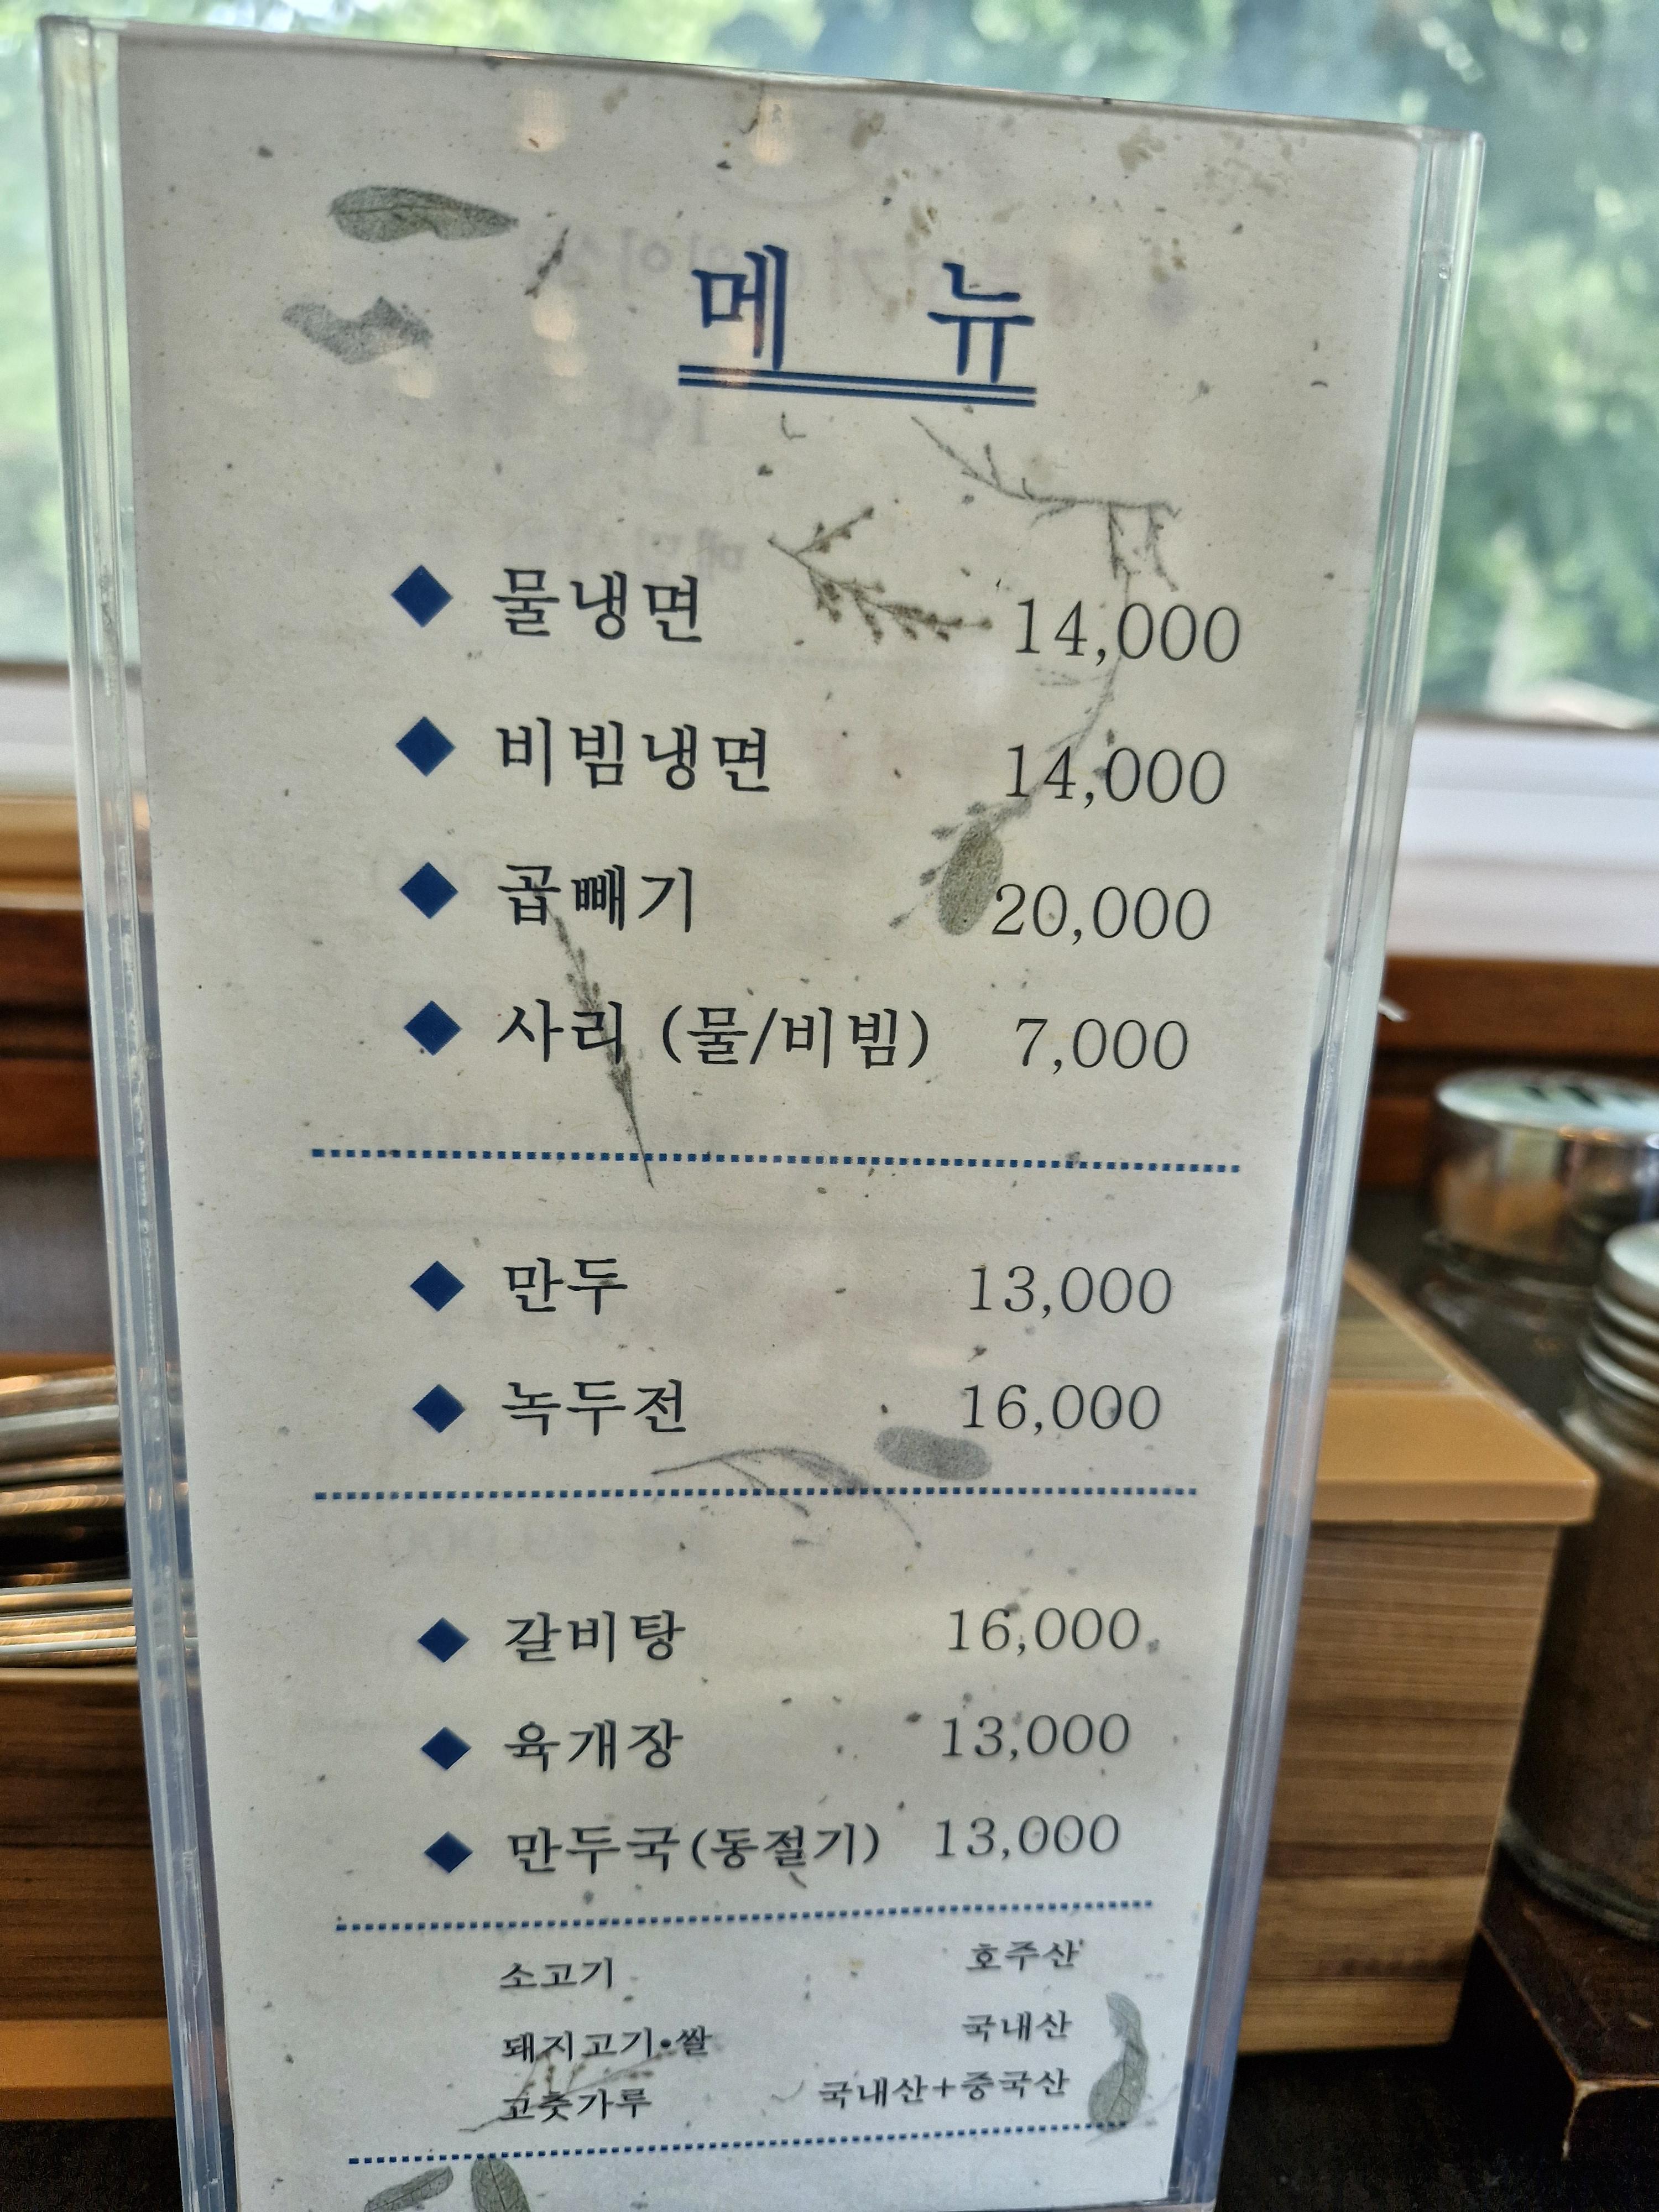 메 뉴
◆ 물냉면 14,000
◆ 비빔냉면 14,000
◆ 곱빼기 20,000
◆ 사리 (물/비빔) 7,000
◆ 만두 13,000
◆ 녹두전 16,000
◆ 갈비탕 16,000
◆ 육개장 13,000
◆ 만두국(동절기) 13,000
소고기 호주산
돼지고기•쌀 국내산
고춧가루 국내산+중국산